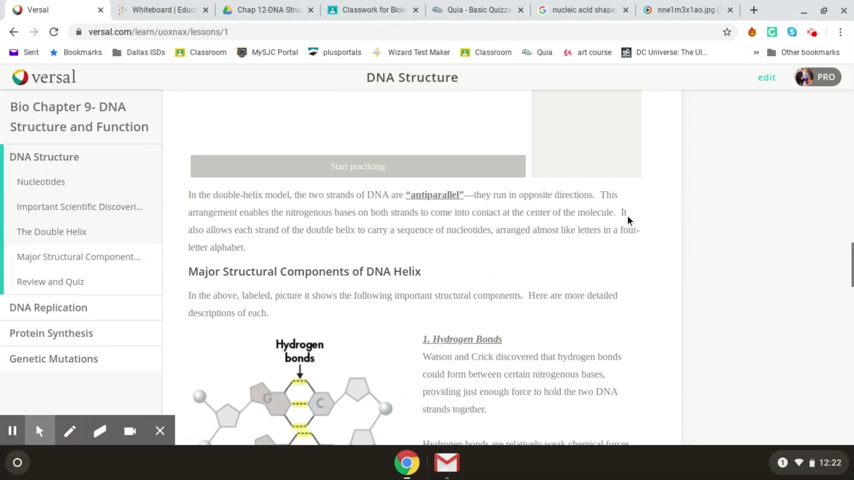 Versal
Whiteboard | Educ
Chap 12-DNA Stru
Classwork for Biolo
Quia - Basic Quizze
nucleic acid shape
nne1m3x1ao.jpg (
versal.com/learn/uoxnax/lessons/1
Sent
Bookmarks
Dallas ISDs
Classroom
MySJC Portal
plusportals
Wizard Test Maker
Classroom
Quia
art course
DC Universe: The Ul...
»
Other bookmarks
versal
DNA Structure
edit
PRO
Bio Chapter 9- DNA
Structure and Function
DNA Structure
Nucleotides
Important Scientific Discoveri...
The Double Helix
Major Structural Component...
Review and Quiz
DNA Replication
Protein Synthesis
Genetic Mutations
Start practicing
In the double-helix model, the two strands of DNA are “antiparallel”—they run in opposite directions. This
arrangement enables the nitrogenous bases on both strands to come into contact at the center of the molecule. It
also allows each strand of the double helix to carry a sequence of nucleotides, arranged almost like letters in a four-
letter alphabet.
Major Structural Components of DNA Helix
In the above, labeled, picture it shows the following important structural components. Here are more detailed
descriptions of each.
Hydrogen
bonds
G
C
1. Hydrogen Bonds
Watson and Crick discovered that hydrogen bonds
could form between certain nitrogenous bases,
providing just enough force to hold the two DNA
strands together.
Hydrogen bonds are relatively weak chemical forces
1
12:22